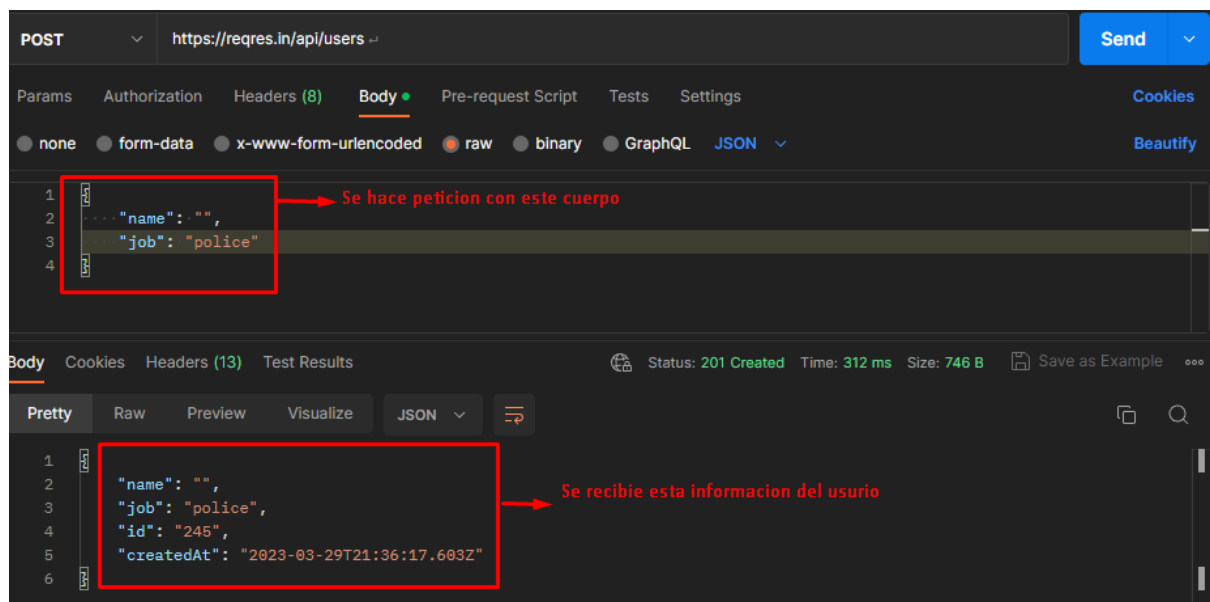 POST https://reqres.in/api/users Send
Params Authorization Headers (8) Body Pre-request Script Tests Settings Cookies
none form-data x-www-form-urlencoded raw binary GraphQL JSON Beautify
1 {
Se hace peticion con este cuerpo
2 "name": "",
3 "job": "police"
4 }
Body Cookies Headers (13) Test Results Status: 201 Created Time: 312 ms Size: 746 B Save as Example
Pretty Raw Preview Visualize JSON
1 {
2 "name": "",
Se recibie esta informacion del usurio
3 "job": "police",
4 "id": "245",
5 "createdAt": "2023-03-29T21:36:17.603Z"
6 }